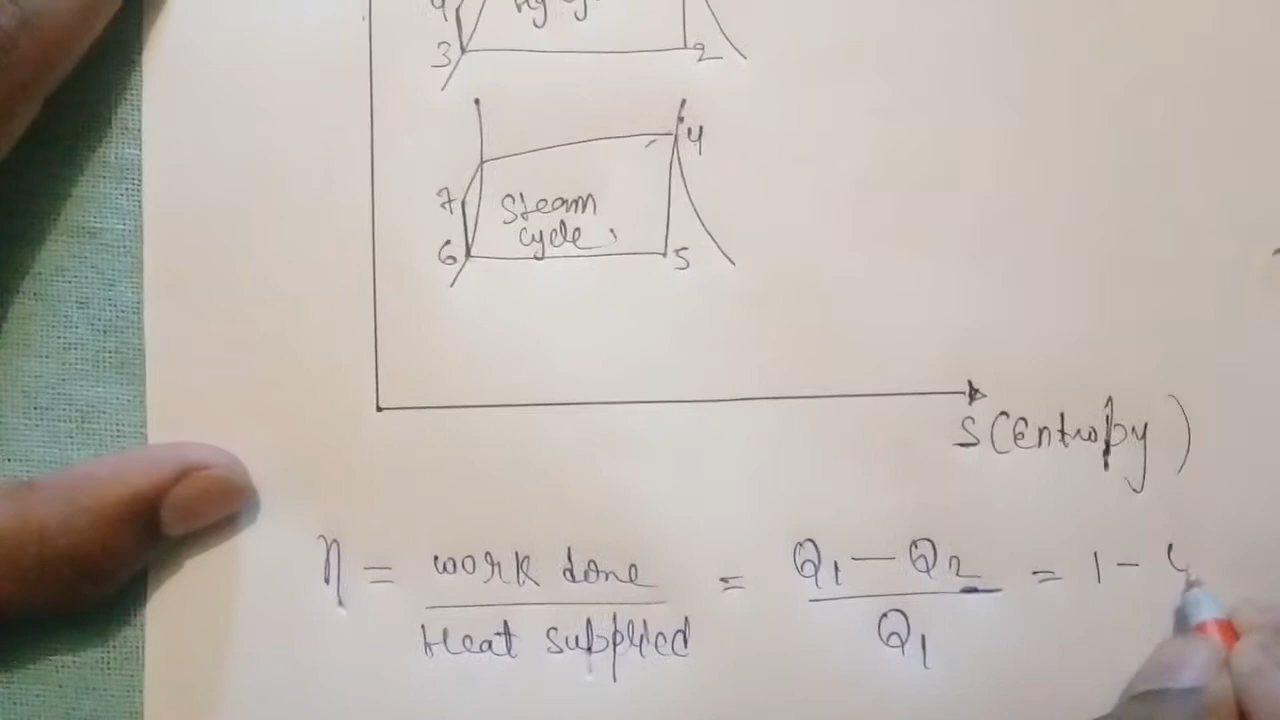 3
2
4
7
Steam
cycle
6
5
S(Entropy)
η = work done / Heat supplied = Q₁ - Q₂ / Q₁ = 1 -